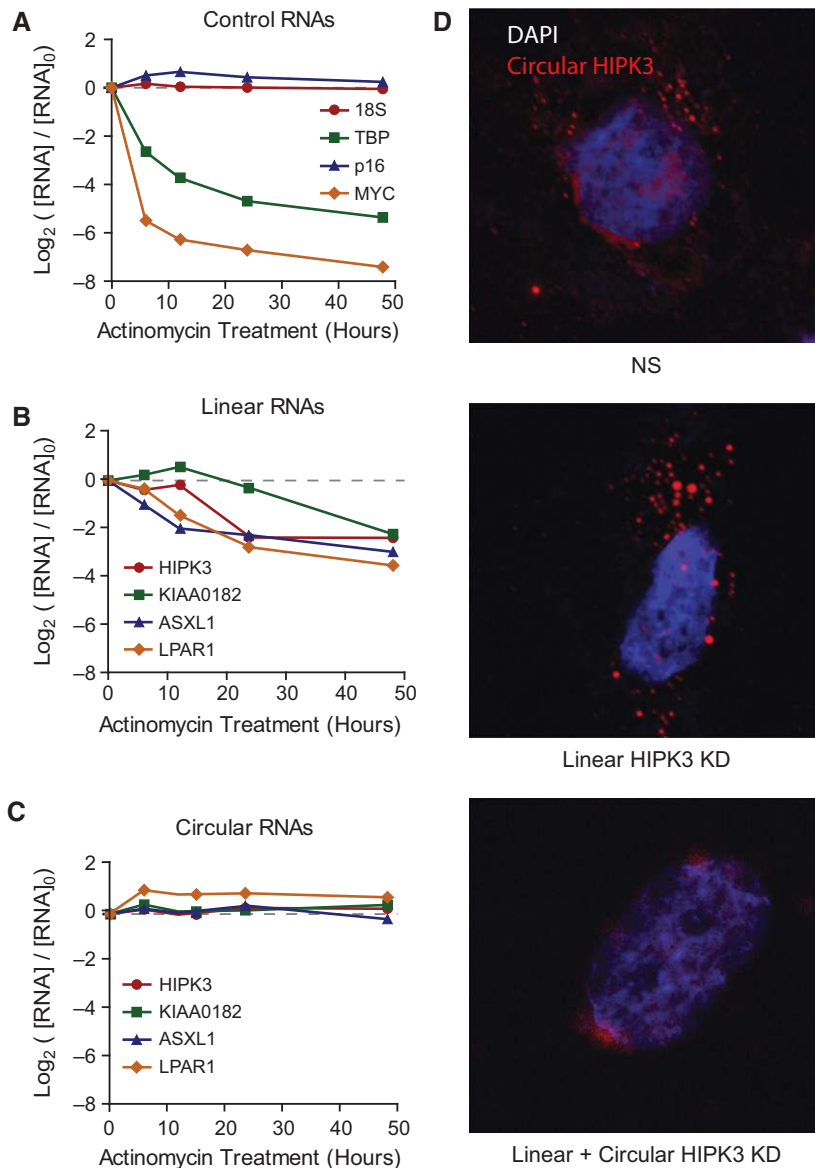 A
Control RNAs
Log2 ( [RNA] / [RNA]0)
2
0
−2
−4
−6
−8
18S
TBP
p16
MYC
0 10 20 30 40 50
Actinomycin Treatment (Hours)
B
Linear RNAs
Log2 ( [RNA] / [RNA]0)
2
0
−2
−4
−6
−8
HIPK3
KIAA0182
ASXL1
LPAR1
0 10 20 30 40 50
Actinomycin Treatment (Hours)
C
Circular RNAs
Log2 ( [RNA] / [RNA]0)
2
0
−2
−4
−6
−8
HIPK3
KIAA0182
ASXL1
LPAR1
0 10 20 30 40 50
Actinomycin Treatment (Hours)
D
DAPI
Circular HIPK3
NS
Linear HIPK3 KD
Linear + Circular HIPK3 KD